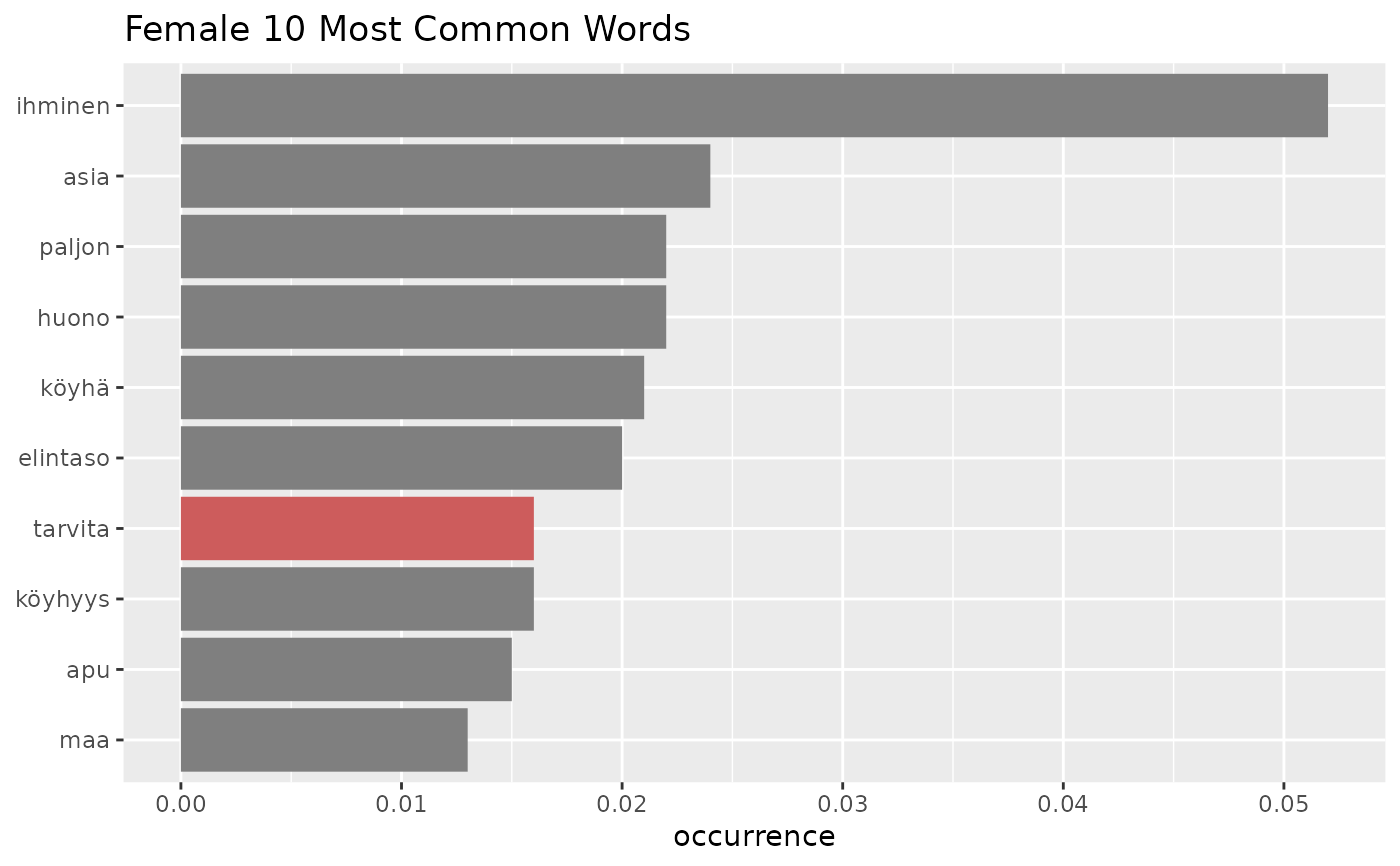 Female 10 Most Common Words
ihminen
asia
paljon
huono
köyhä
elintaso
tarvita
köyhyys
apu
maa
0.00 0.01 0.02 0.03 0.04 0.05
occurrence